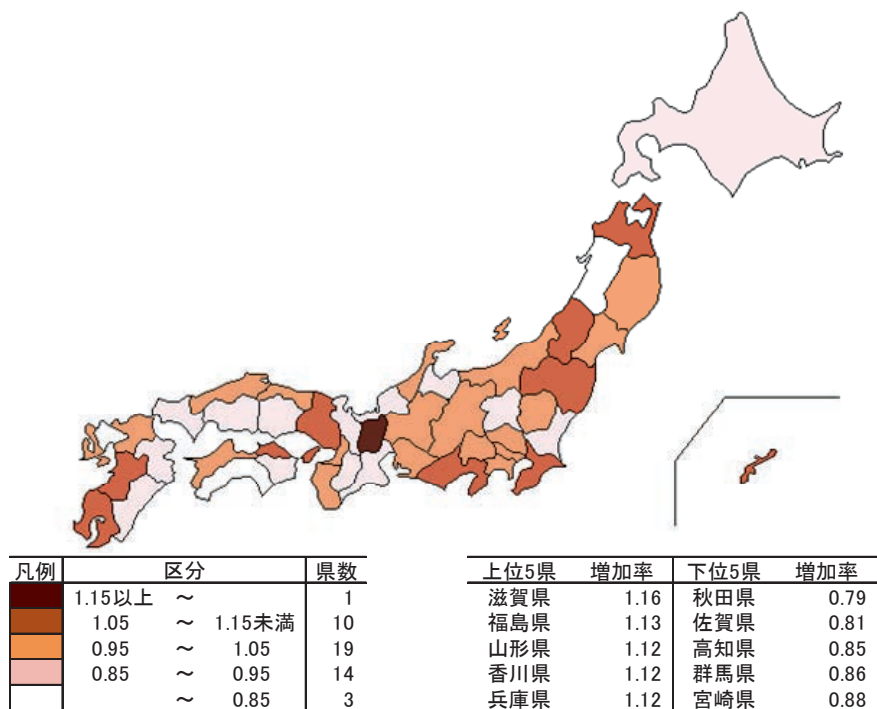 凡例 区分 県数
1.15以上 ～ 1
1.05 ～ 1.15未満 10
0.95 ～ 1.05 19
0.85 ～ 0.95 14
～ 0.85 3
上位5県 増加率 下位5県 増加率
滋賀県 1.16 秋田県 0.79
福島県 1.13 佐賀県 0.81
山形県 1.12 高知県 0.85
香川県 1.12 群馬県 0.86
兵庫県 1.12 宮崎県 0.88